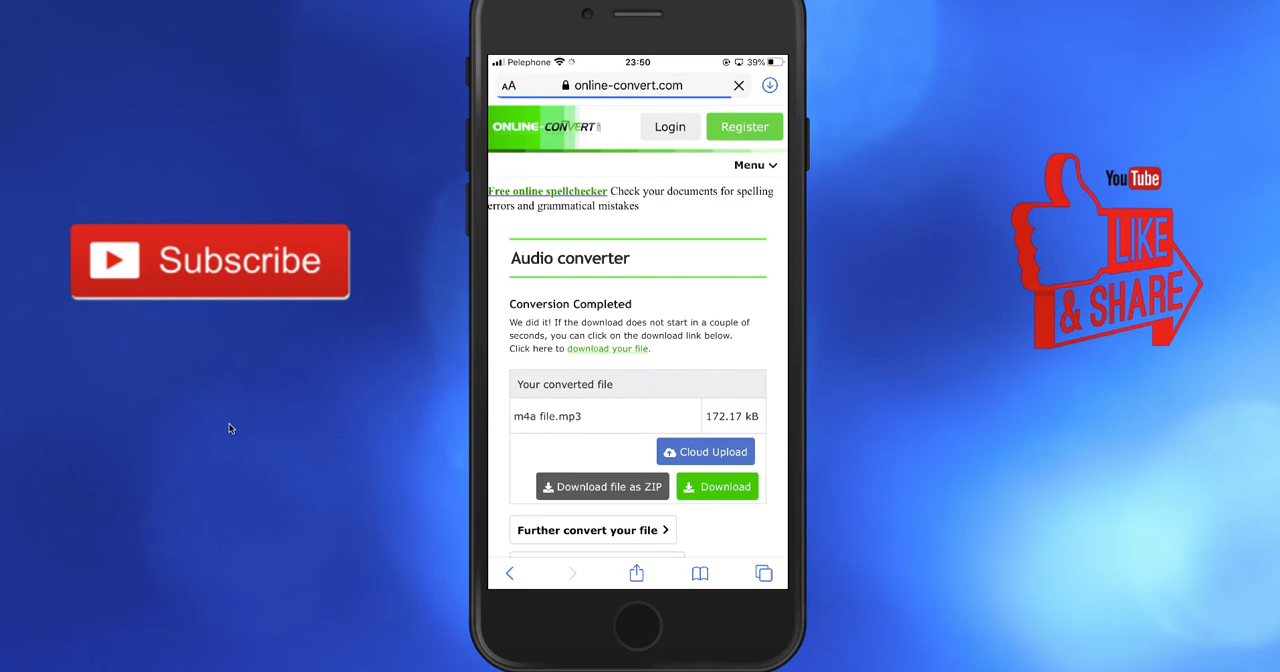 Pelephone
23:50
39%
AA
online-convert.com
ONLINE-CONVERT
Login
Register
Menu
Free online spellchecker Check your documents for spelling
errors and grammatical mistakes
Audio converter
Conversion Completed
We did it! If the download does not start in a couple of
seconds, you can click on the download link below.
Click here to download your file.
Your converted file
m4a file.mp3
172.17 kB
Cloud Upload
Download file as ZIP
Download
Further convert your file
Subscribe
YouTube
LIKE
& SHARE